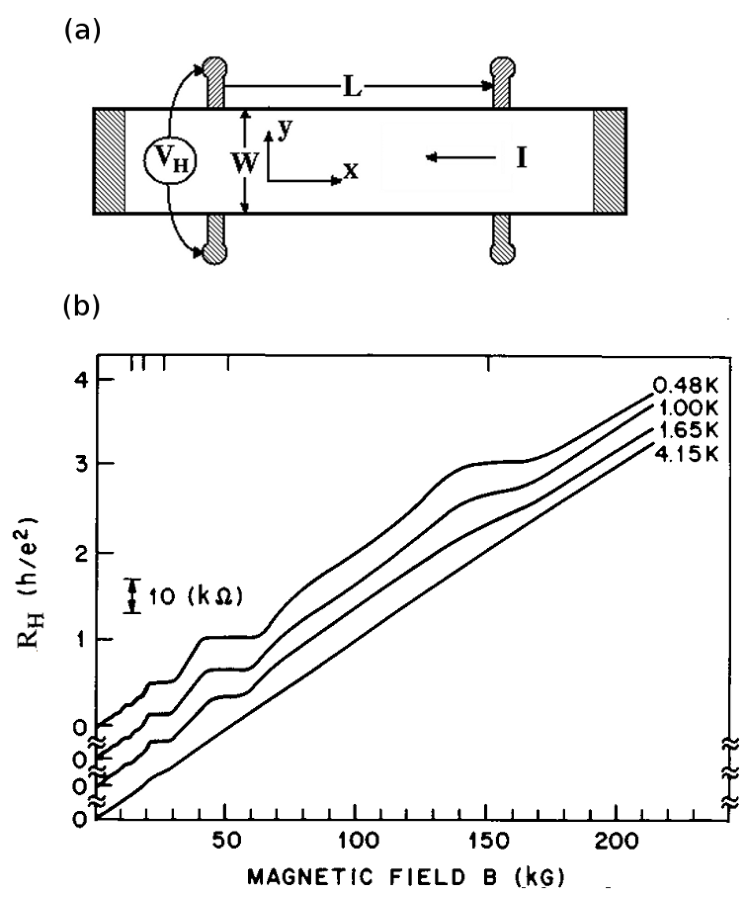 (a)
L
y
V_H
W
I
x
(b)
4
0.48K
1.00K
3
1.65K
4.15K
2
10 (kΩ)
R_H (h/e²)
1
0
0
0
0
50 100 150 200
MAGNETIC FIELD B (kG)